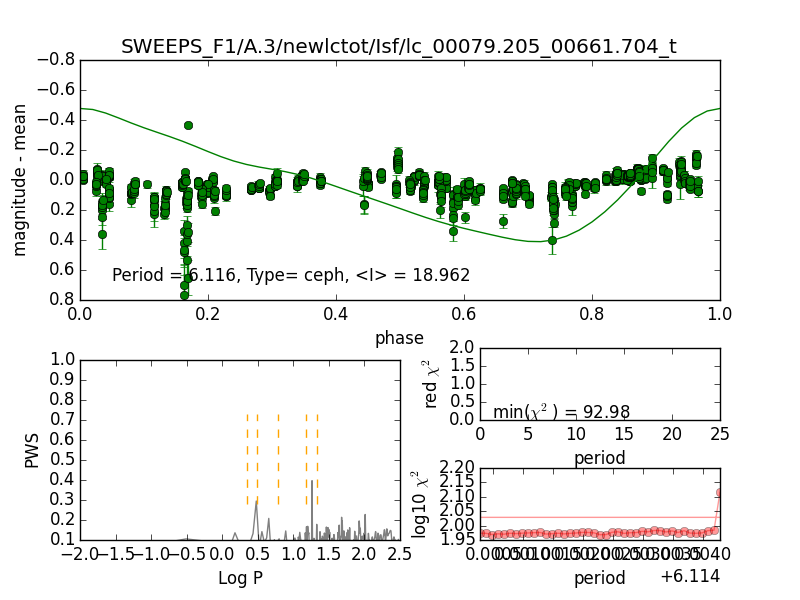 SWEEPS_F1/A.3/newlctot/Isf/lc_00079.205_00661.704_t
magnitude - mean
−0.8
−0.6
−0.4
−0.2
0.0
0.2
0.4
0.6
0.8
Period = 6.116, Type= ceph, <I> = 18.962
0.0 0.2 0.4 0.6 0.8 1.0
phase
PWS
1.0
0.9
0.8
0.7
0.6
0.5
0.4
0.3
0.2
0.1
−2.0 −1.5 −1.0 −0.5 0.0 0.5 1.0 1.5 2.0 2.5
Log P
red χ²
2.0
1.5
1.0
0.5
0.0
min(χ²) = 92.98
0 5 10 15 20 25
period
log10 χ²
2.20
2.15
2.10
2.05
2.00
1.95
period
+6.114